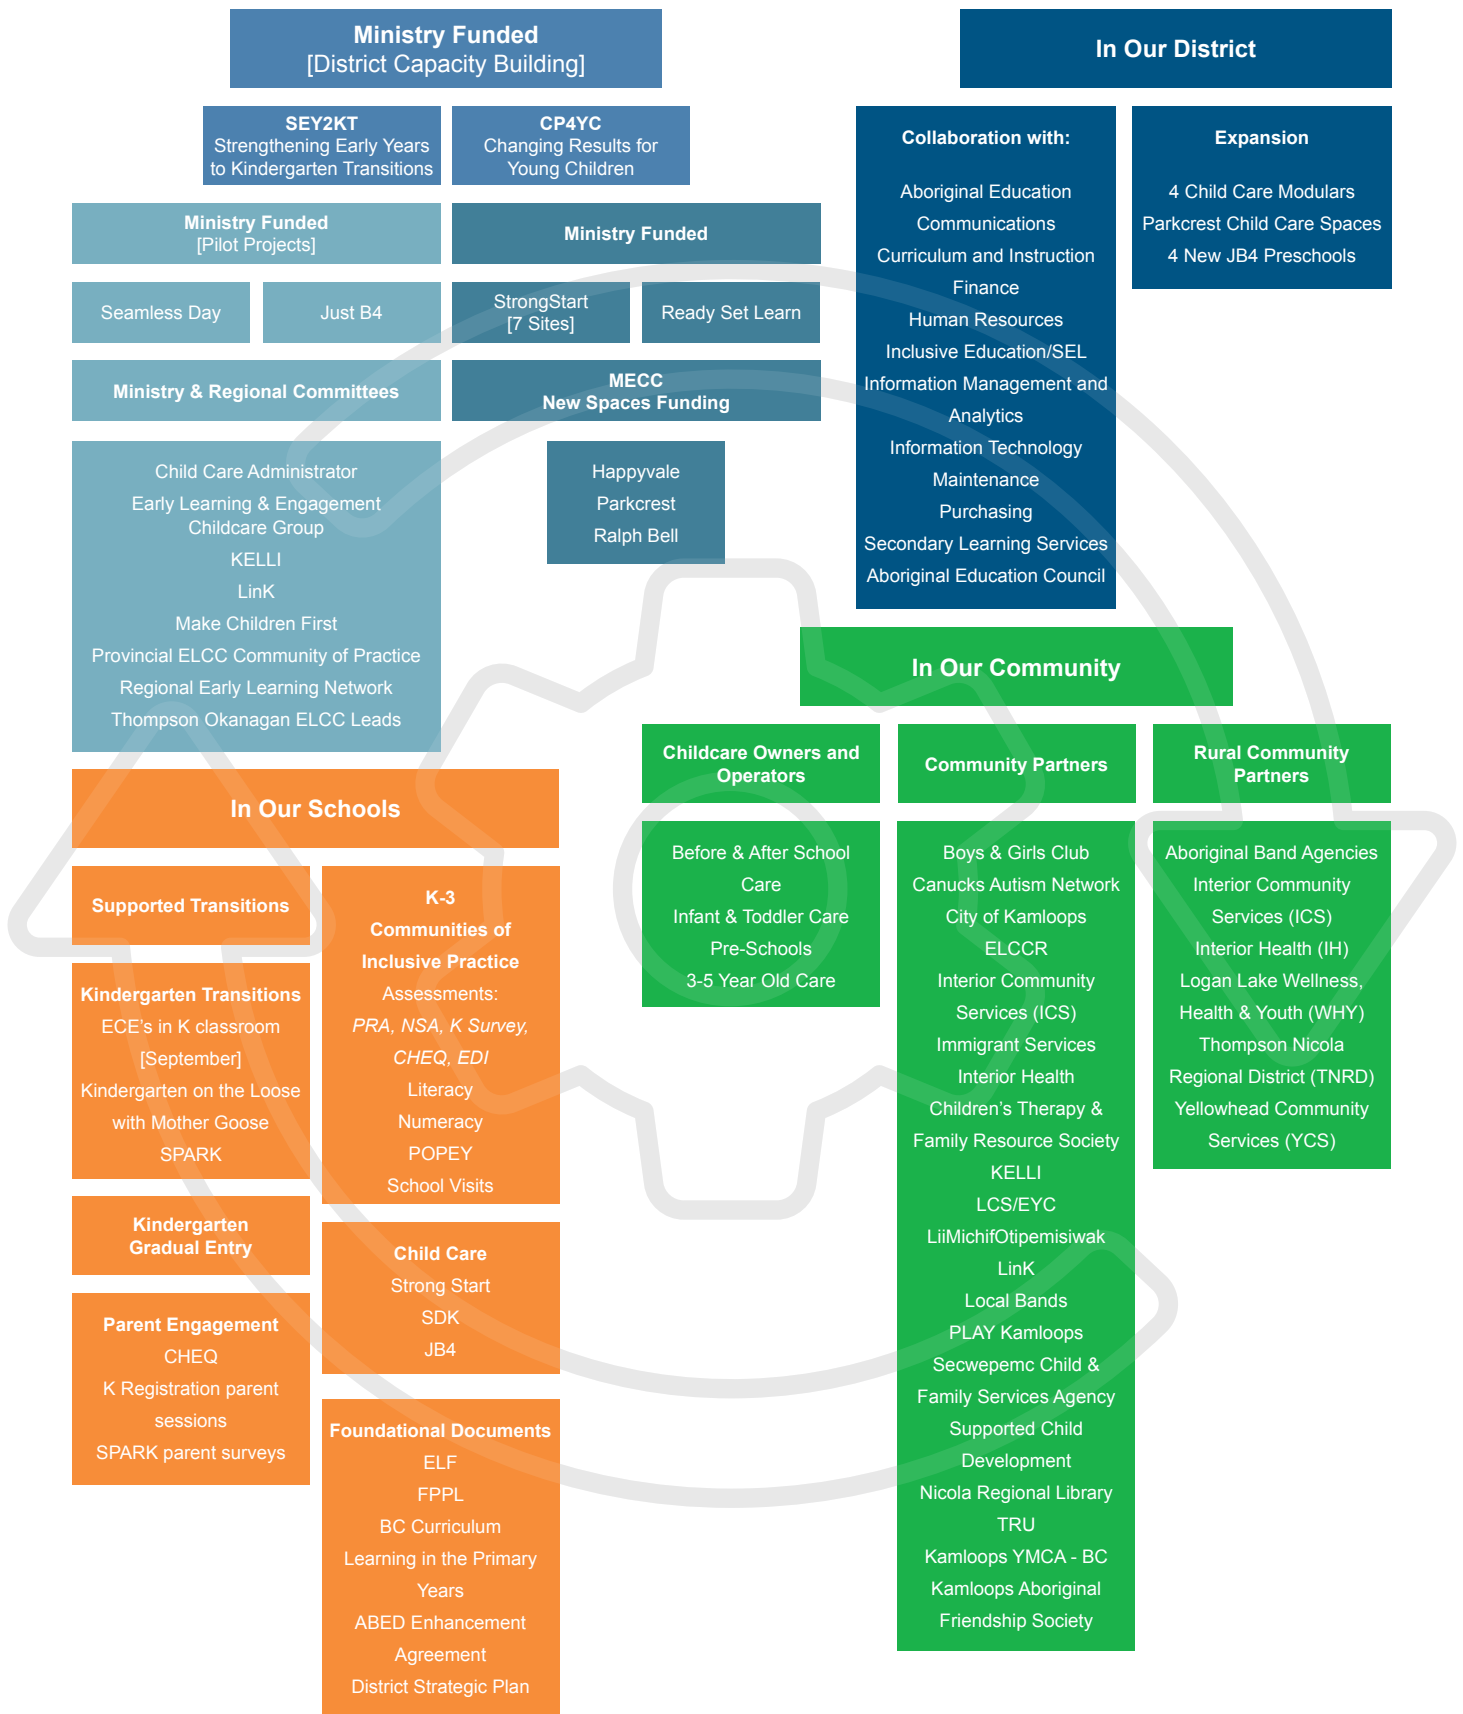 Ministry Funded
[District Capacity Building]
SEY2KT
Strengthening Early Years
to Kindergarten Transitions
CP4YC
Changing Results for
Young Children
Ministry Funded
[Pilot Projects]
Ministry Funded
Seamless Day
Just B4
StrongStart
[7 Sites]
Ready Set Learn
Ministry & Regional Committees
MECC
New Spaces Funding
Child Care Administrator
Early Learning & Engagement
Childcare Group
KELLI
LinK
Make Children First
Provincial ELCC Community of Practice
Regional Early Learning Network
Thompson Okanagan ELCC Leads
Happyvale
Parkcrest
Ralph Bell
In Our District
Collaboration with:
Aboriginal Education
Communications
Curriculum and Instruction
Finance
Human Resources
Inclusive Education/SEL
Information Management and
Analytics
Information Technology
Maintenance
Purchasing
Secondary Learning Services
Aboriginal Education Council
Expansion
4 Child Care Modulars
Parkcrest Child Care Spaces
4 New JB4 Preschools
In Our Community
Childcare Owners and
Operators
Before & After School
Care
Infant & Toddler Care
Pre-Schools
3-5 Year Old Care
Community Partners
Boys & Girls Club
Canucks Autism Network
City of Kamloops
ELCCR
Interior Community
Services (ICS)
Immigrant Services
Interior Health
Children's Therapy &
Family Resource Society
KELLI
LCS/EYC
LiiMichifOtipemisiwak
LinK
Local Bands
PLAY Kamloops
Secwepemc Child &
Family Services Agency
Supported Child
Development
Nicola Regional Library
TRU
Kamloops YMCA - BC
Kamloops Aboriginal
Friendship Society
Rural Community
Partners
Aboriginal Band Agencies
Interior Community
Services (ICS)
Interior Health (IH)
Logan Lake Wellness,
Health & Youth (WHY)
Thompson Nicola
Regional District (TNRD)
Yellowhead Community
Services (YCS)
In Our Schools
Supported Transitions
Kindergarten Transitions
ECE's in K classroom
[September]
Kindergarten on the Loose
with Mother Goose
SPARK
Kindergarten
Gradual Entry
Parent Engagement
CHEQ
K Registration parent
sessions
SPARK parent surveys
K-3
Communities of
Inclusive Practice
Assessments:
PRA, NSA, K Survey,
CHEQ, EDI
Literacy
Numeracy
POPEY
School Visits
Child Care
Strong Start
SDK
JB4
Foundational Documents
ELF
FPPL
BC Curriculum
Learning in the Primary
Years
ABED Enhancement
Agreement
District Strategic Plan